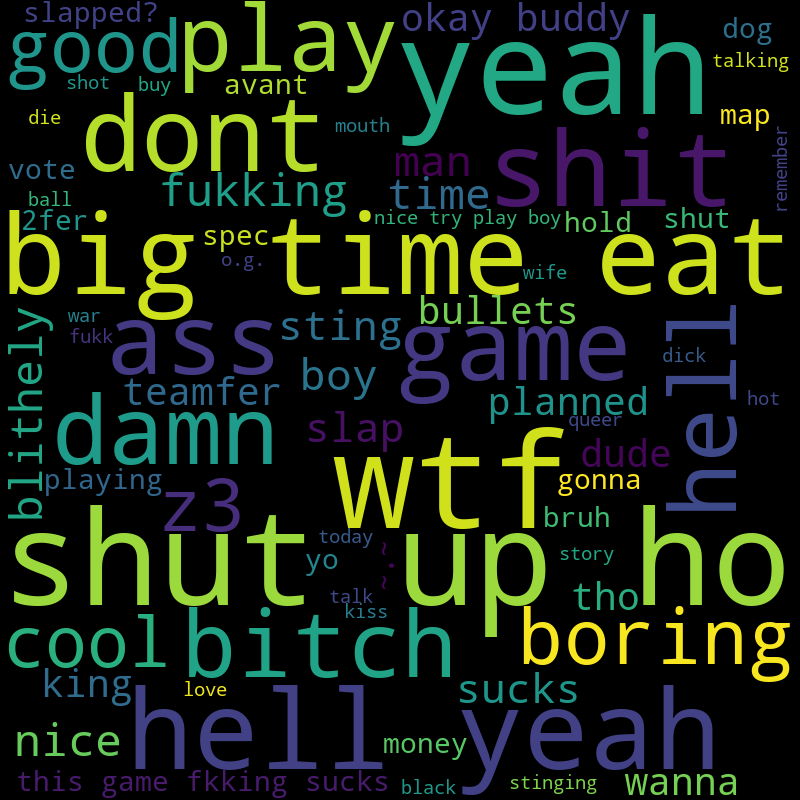 slapped?
okay buddy
good
play
yeah
dog
talking
shot
buy
avant
die
dont
mouth
map
man
shit
remember
vote
fukking
time
ball
2fer
nice try play boy
hold
shut
spec
big time eat
o.g.
wife
bullets
war
fukk
ass
sting
game
hell
dick
blithely
boy
teamfer
planned
hot
queer
damn
slap
dude
wtf
playing
z3
gonna
bruh
shut up ho
today
~.~
yo
story
talk
kiss
tho
cool
bitch
boring
king
love
sucks
hell yeah
nice
money
this game fkking sucks
black
stinging
wanna